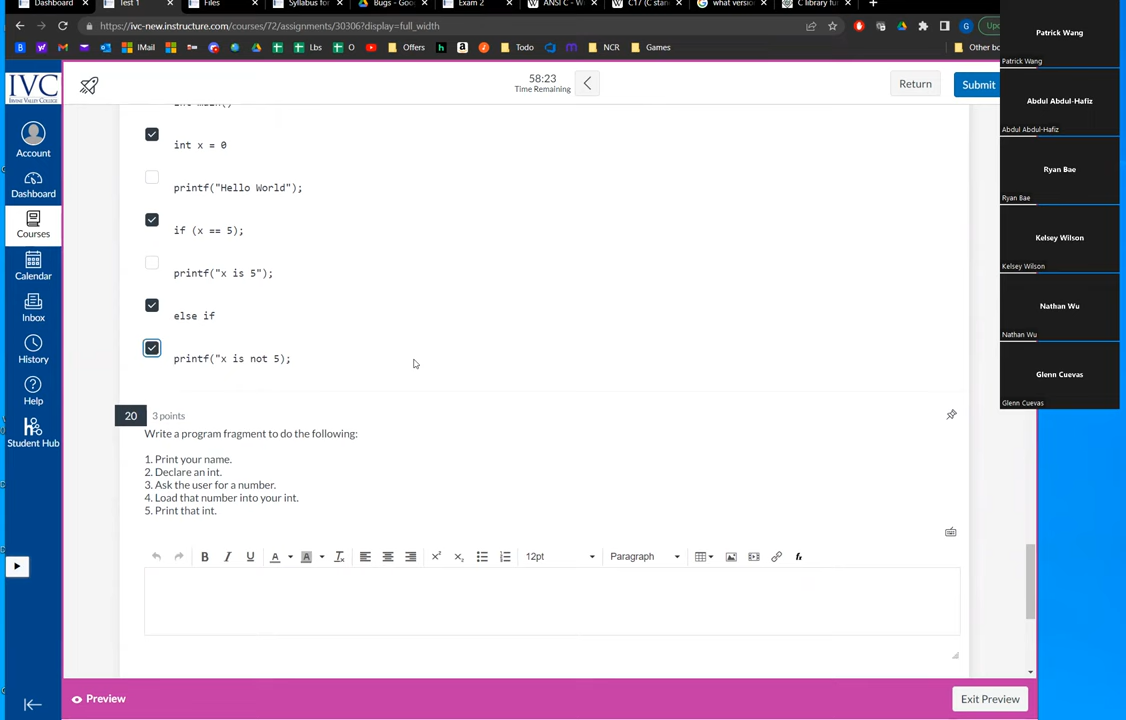 Dashboard
Test 1
Files
Syllabus for
Bugs - Goo
Exam 2
ANSI C - W
C17 (C stan
what versio
C library fun
https://ivc-new.instructure.com/courses/72/assignments/30306?display=full_width
IMail
Lbs
O
Offers
Todo
NCR
Games
Other bo
IVC
IRVINE VALLEY COLLEGE
Account
Dashboard
Courses
Calendar
Inbox
History
Help
Student Hub
58:23
Time Remaining
Return
Submit
int main()
int x = 0
printf("Hello World");
if (x == 5);
printf("x is 5");
else if
printf("x is not 5);
20
3 points
Write a program fragment to do the following:
1. Print your name.
2. Declare an int.
3. Ask the user for a number.
4. Load that number into your int.
5. Print that int.
12pt
Paragraph
Preview
Exit Preview
Patrick Wang
Patrick Wang
Abdul Abdul-Hafiz
Abdul Abdul-Hafiz
Ryan Bae
Ryan Bae
Kelsey Wilson
Kelsey Wilson
Nathan Wu
Nathan Wu
Glenn Cuevas
Glenn Cuevas